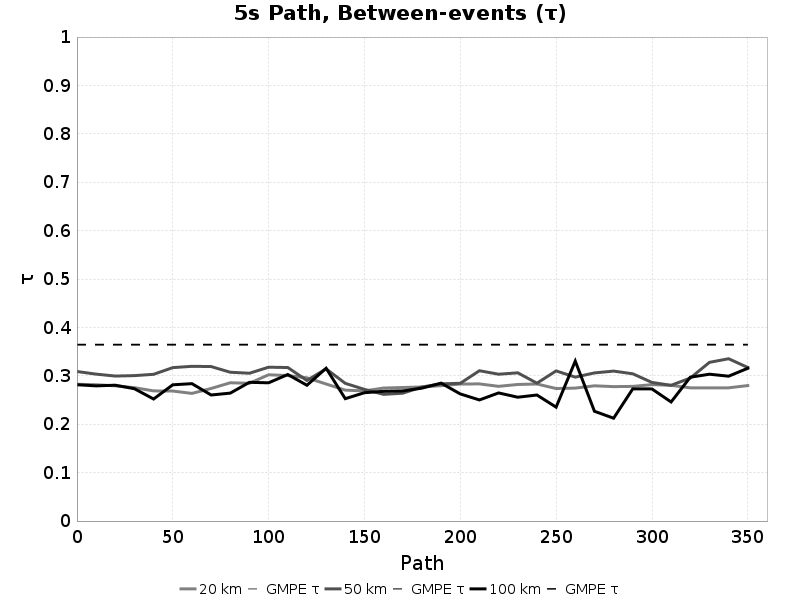 5s Path, Between-events (τ)
1
0.9
0.8
0.7
0.6
τ
0.5
0.4
0.3
0.2
0.1
0
0 50 100 150 200 250 300 350
Path
20 km GMPE τ 50 km GMPE τ 100 km GMPE τ